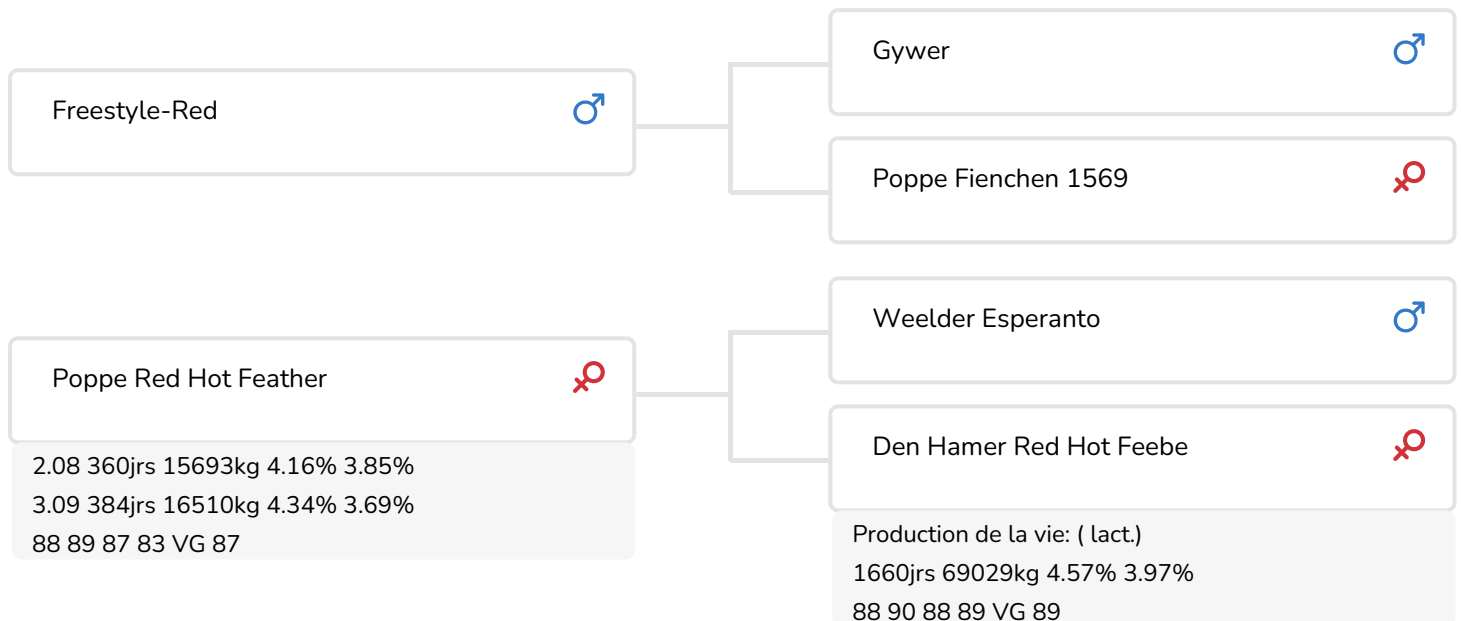 Freestyle-Red
Gywer
Poppe Fienchen 1569
Poppe Red Hot Feather
2.08 360jrs 15693kg 4.16% 3.85%
3.09 384jrs 16510kg 4.34% 3.69%
88 89 87 83 VG 87
Weelder Esperanto
Den Hamer Red Hot Feebe
Production de la vie: ( lact.)
1660jrs 69029kg 4.57% 3.97%
88 90 88 89 VG 89